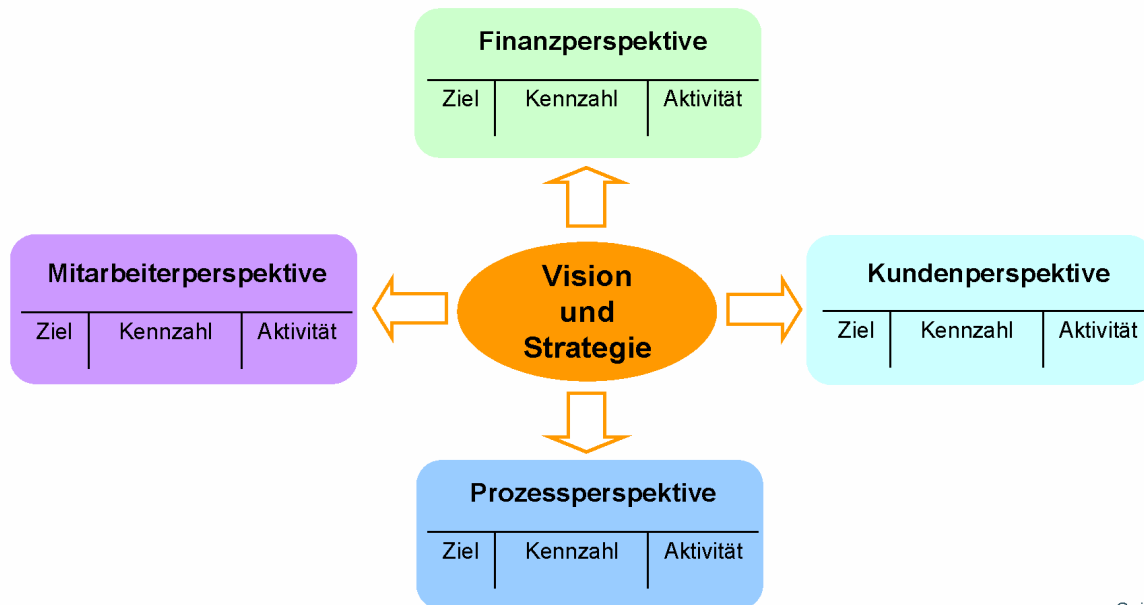 Finanzperspektive
Ziel Kennzahl Aktivität
Mitarbeiterperspektive
Ziel Kennzahl Aktivität
Vision
und
Strategie
Kundenperspektive
Ziel Kennzahl Aktivität
Prozessperspektive
Ziel Kennzahl Aktivität